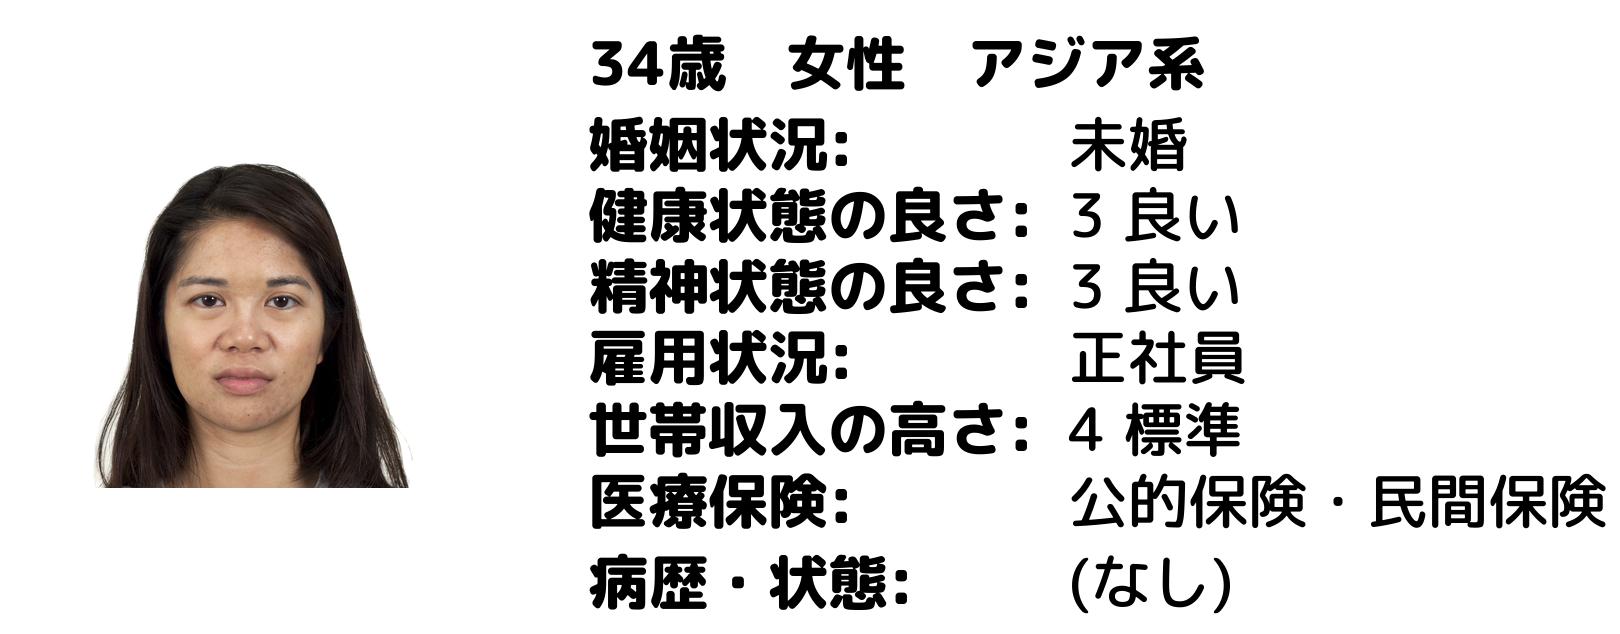 34歳　女性　アジア系
婚姻状況: 未婚
健康状態の良さ: 3 良い
精神状態の良さ: 3 良い
雇用状況: 正社員
世帯収入の高さ: 4 標準
医療保険: 公的保険・民間保険
病歴・状態: (なし)